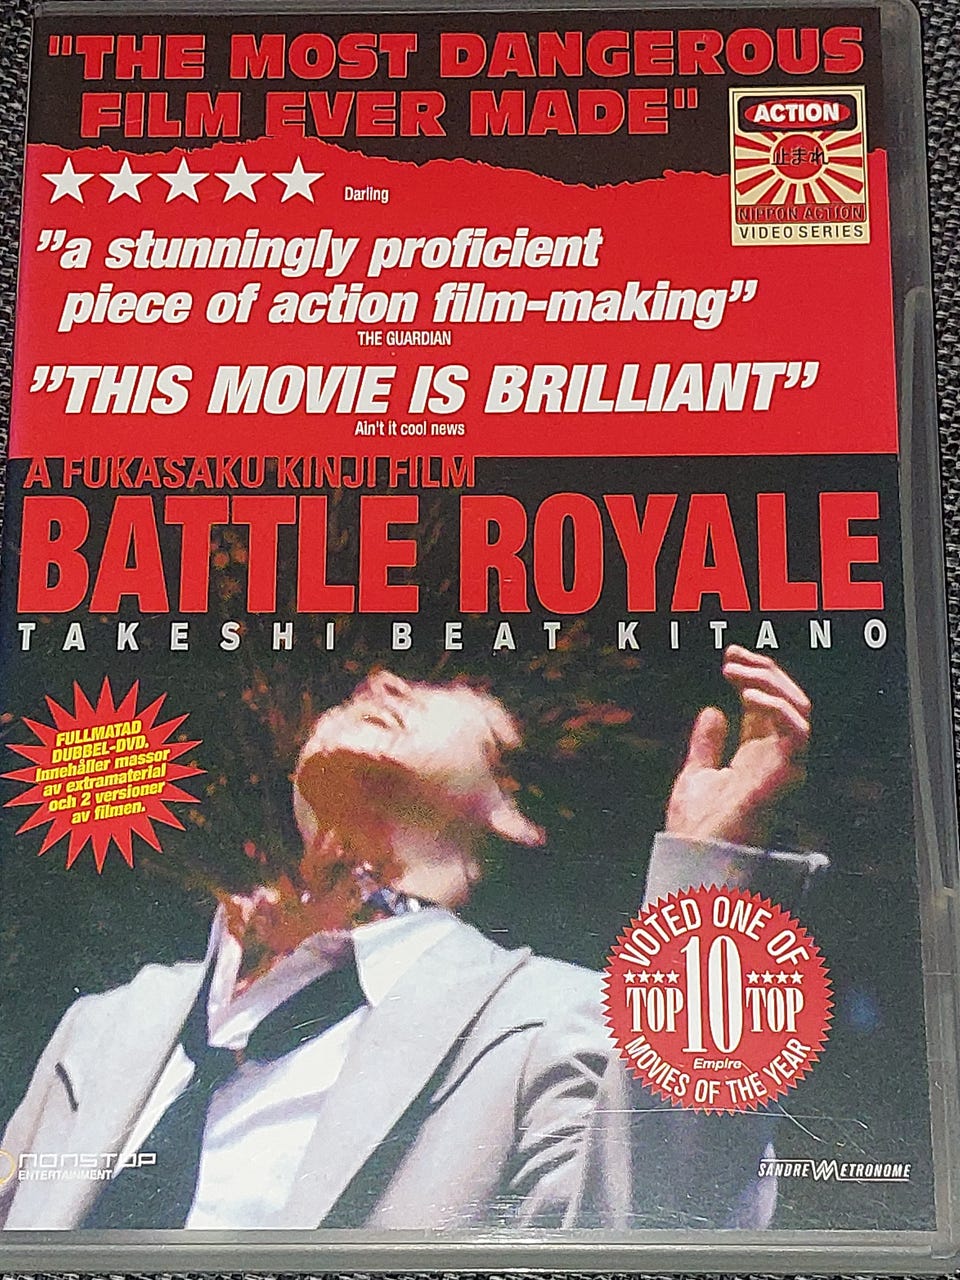 "THE MOST DANGEROUS
FILM EVER MADE"
ACTION
止まれ
NIPPON ACTION
VIDEO SERIES
Darling
”a stunningly proficient
piece of action film-making”
THE GUARDIAN
”THIS MOVIE IS BRILLIANT”
Ain't it cool news
A FUKASAKU KINJI FILM
BATTLE ROYALE
TAKESHI BEAT KITANO
FULLMATAD
DUBBEL-DVD.
Innehåller massor
av extramaterial
och 2 versioner
av filmen.
VOTED ONE OF
TOP 10 TOP
Empire
MOVIES OF THE YEAR
NONSTOP
ENTERTAINMENT
SANDREW METRONOME